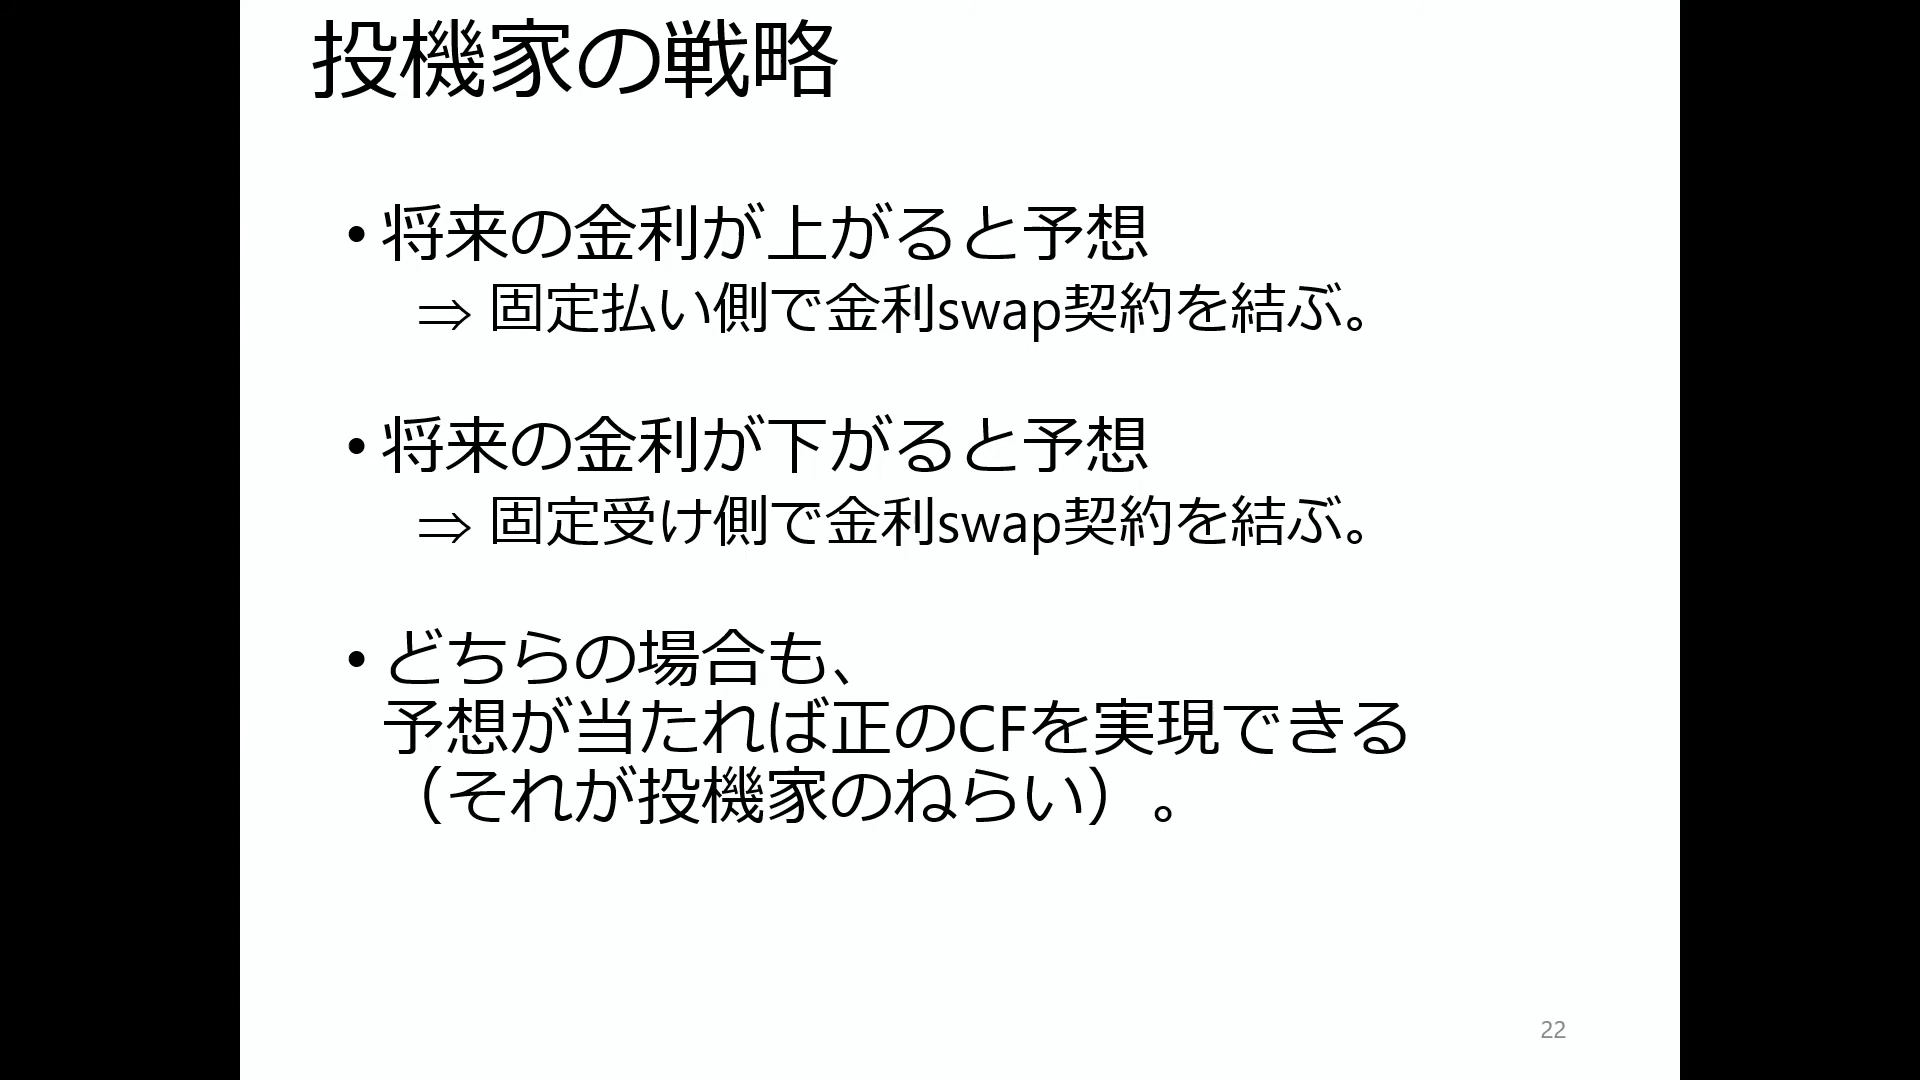 投機家の戦略
• 将来の金利が上がると予想
⇒ 固定払い側で金利swap契約を結ぶ。
• 将来の金利が下がると予想
⇒ 固定受け側で金利swap契約を結ぶ。
• どちらの場合も、
予想が当たれば正のCFを実現できる
（それが投機家のねらい）。
22